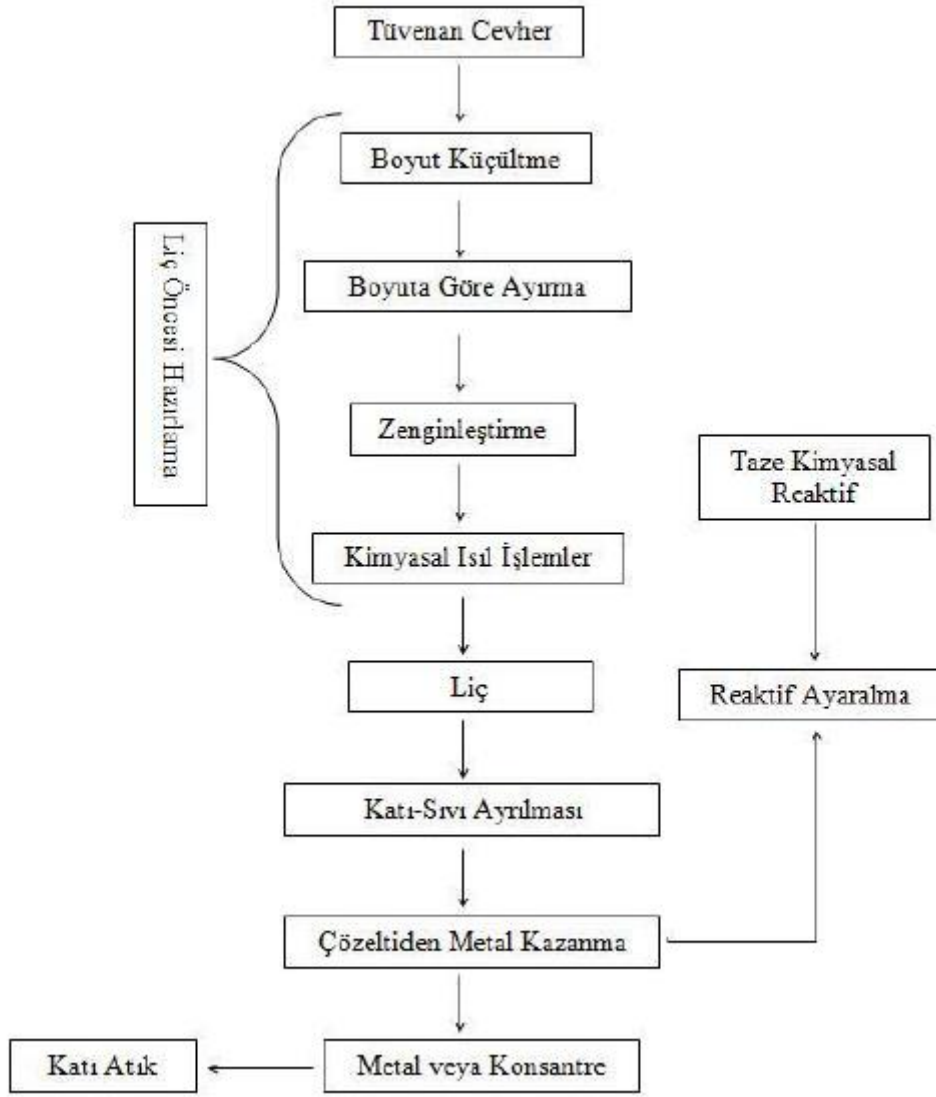 Tüvenan Cevher
Boyut Küçültme
Boyuta Göre Ayırma
Liç Öncesi Hazırlama
Zenginleştirme
Taze Kimyasal
Reaktif
Kimyasal Isıl İşlemler
Liç
Reaktif Ayaralma
Katı-Sıvı Ayrılması
Çözeltiden Metal Kazanma
Katı Atık
Metal veya Konsantre